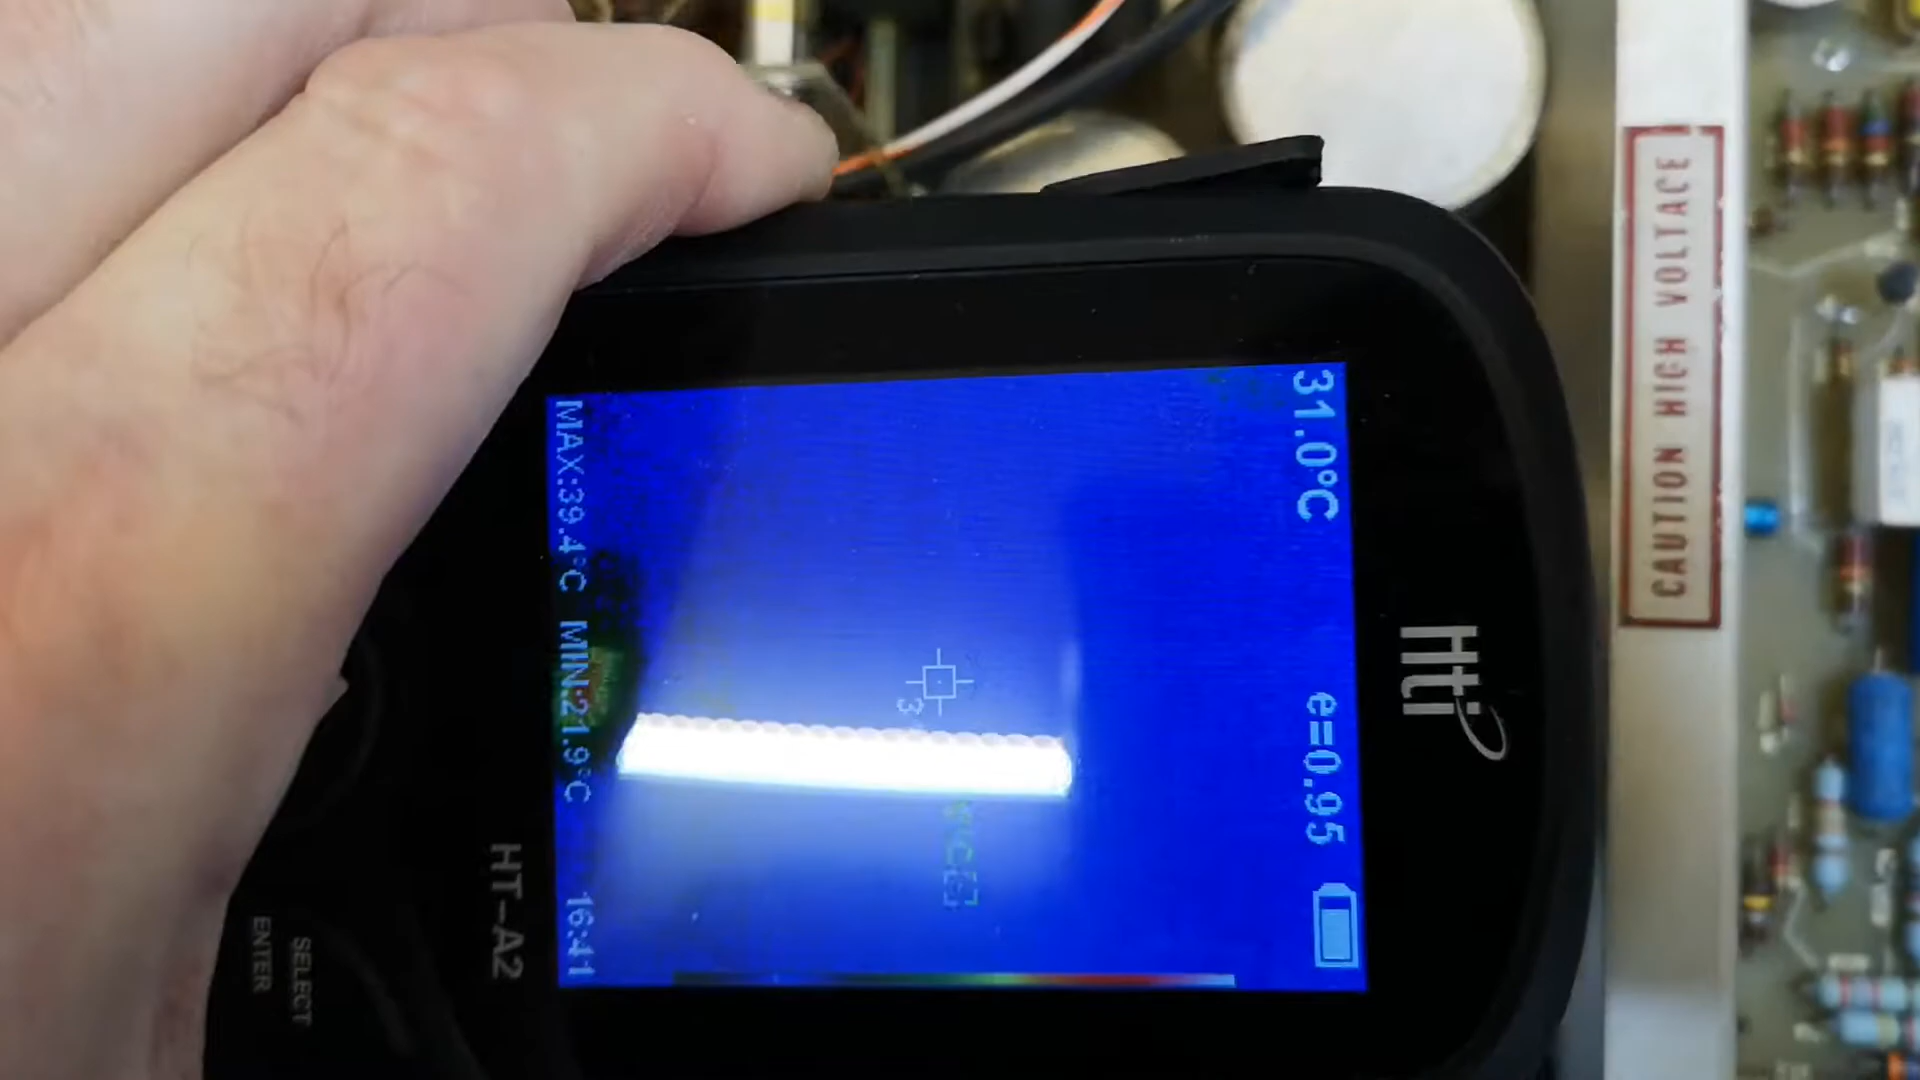 31.0°C
e=0.95
MAX:39.4°C MIN:21.9°C
16:41
Hti
HT-A2
SELECT
ENTER
CAUTION HIGH VOLTAGE